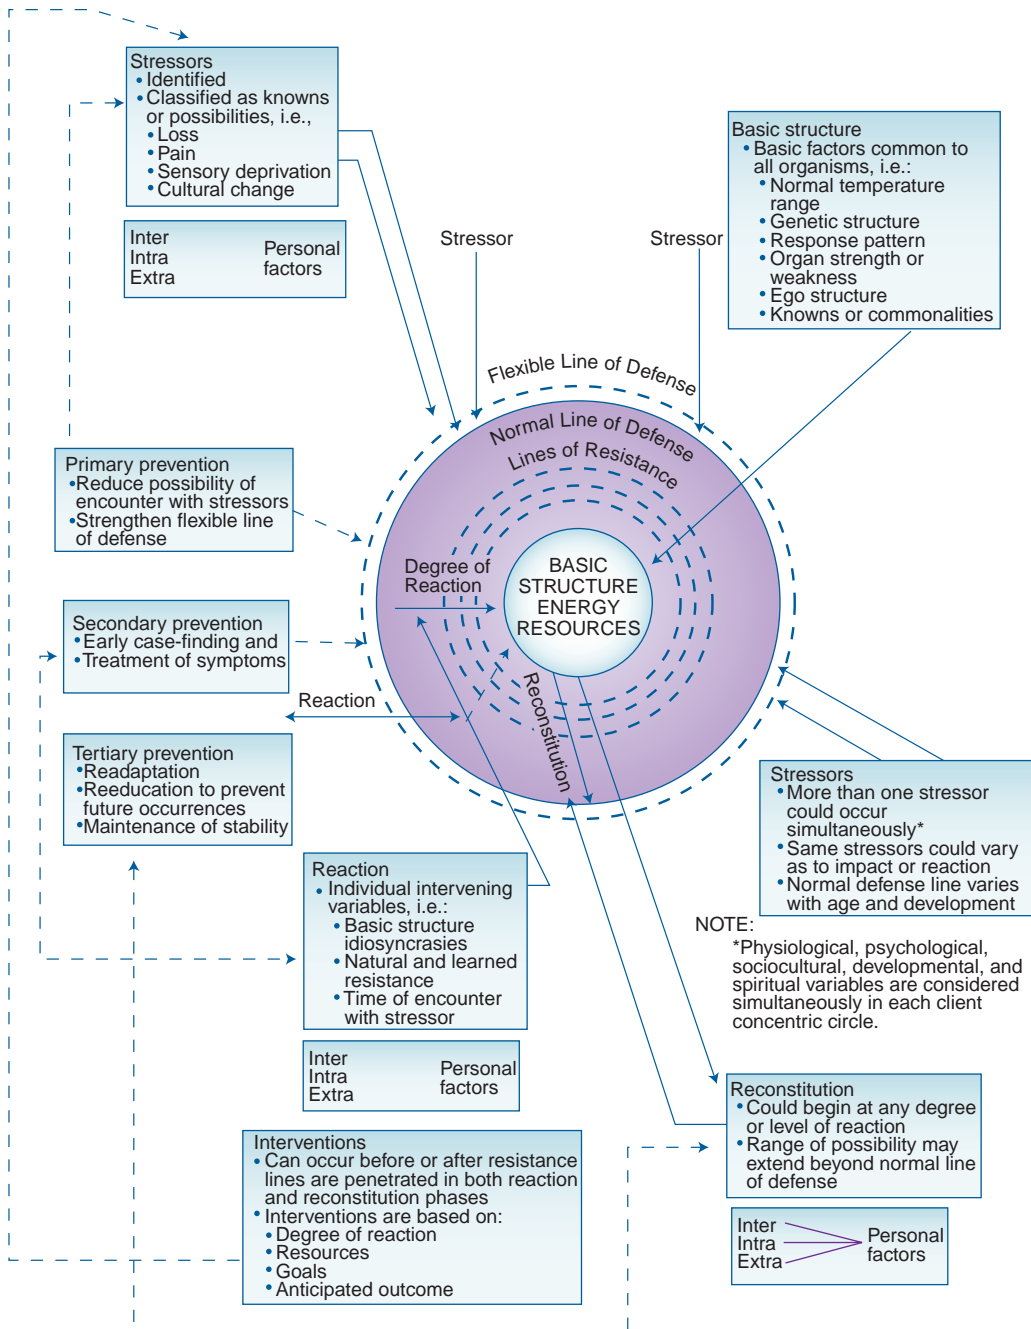 Stressors
• Identified
• Classified as knowns
or possibilities, i.e.,
• Loss
• Pain
• Sensory deprivation
• Cultural change
Inter
Intra
Extra
Personal
factors
Stressor
Stressor
Basic structure
• Basic factors common to
all organisms, i.e.:
• Normal temperature
range
• Genetic structure
• Response pattern
• Organ strength or
weakness
• Ego structure
• Knowns or commonalities
Flexible Line of Defense
Normal Line of Defense
Lines of Resistance
Primary prevention
• Reduce possibility of
encounter with stressors
• Strengthen flexible line
of defense
Degree of
Reaction
BASIC
STRUCTURE
ENERGY
RESOURCES
Secondary prevention
• Early case-finding and
• Treatment of symptoms
Reaction
Reconstitution
Tertiary prevention
• Readaptation
• Reeducation to prevent
future occurrences
• Maintenance of stability
Stressors
• More than one stressor
could occur
simultaneously*
• Same stressors could vary
as to impact or reaction
• Normal defense line varies
with age and development
Reaction
• Individual intervening
variables, i.e.:
• Basic structure
idiosyncrasies
• Natural and learned
resistance
• Time of encounter
with stressor
NOTE:
*Physiological, psychological,
sociocultural, developmental, and
spiritual variables are considered
simultaneously in each client
concentric circle.
Inter
Intra
Extra
Personal
factors
Reconstitution
• Could begin at any degree
or level of reaction
• Range of possibility may
extend beyond normal line
of defense
Interventions
• Can occur before or after resistance
lines are penetrated in both reaction
and reconstitution phases
• Interventions are based on:
• Degree of reaction
• Resources
• Goals
• Anticipated outcome
Inter
Intra
Extra
Personal
factors